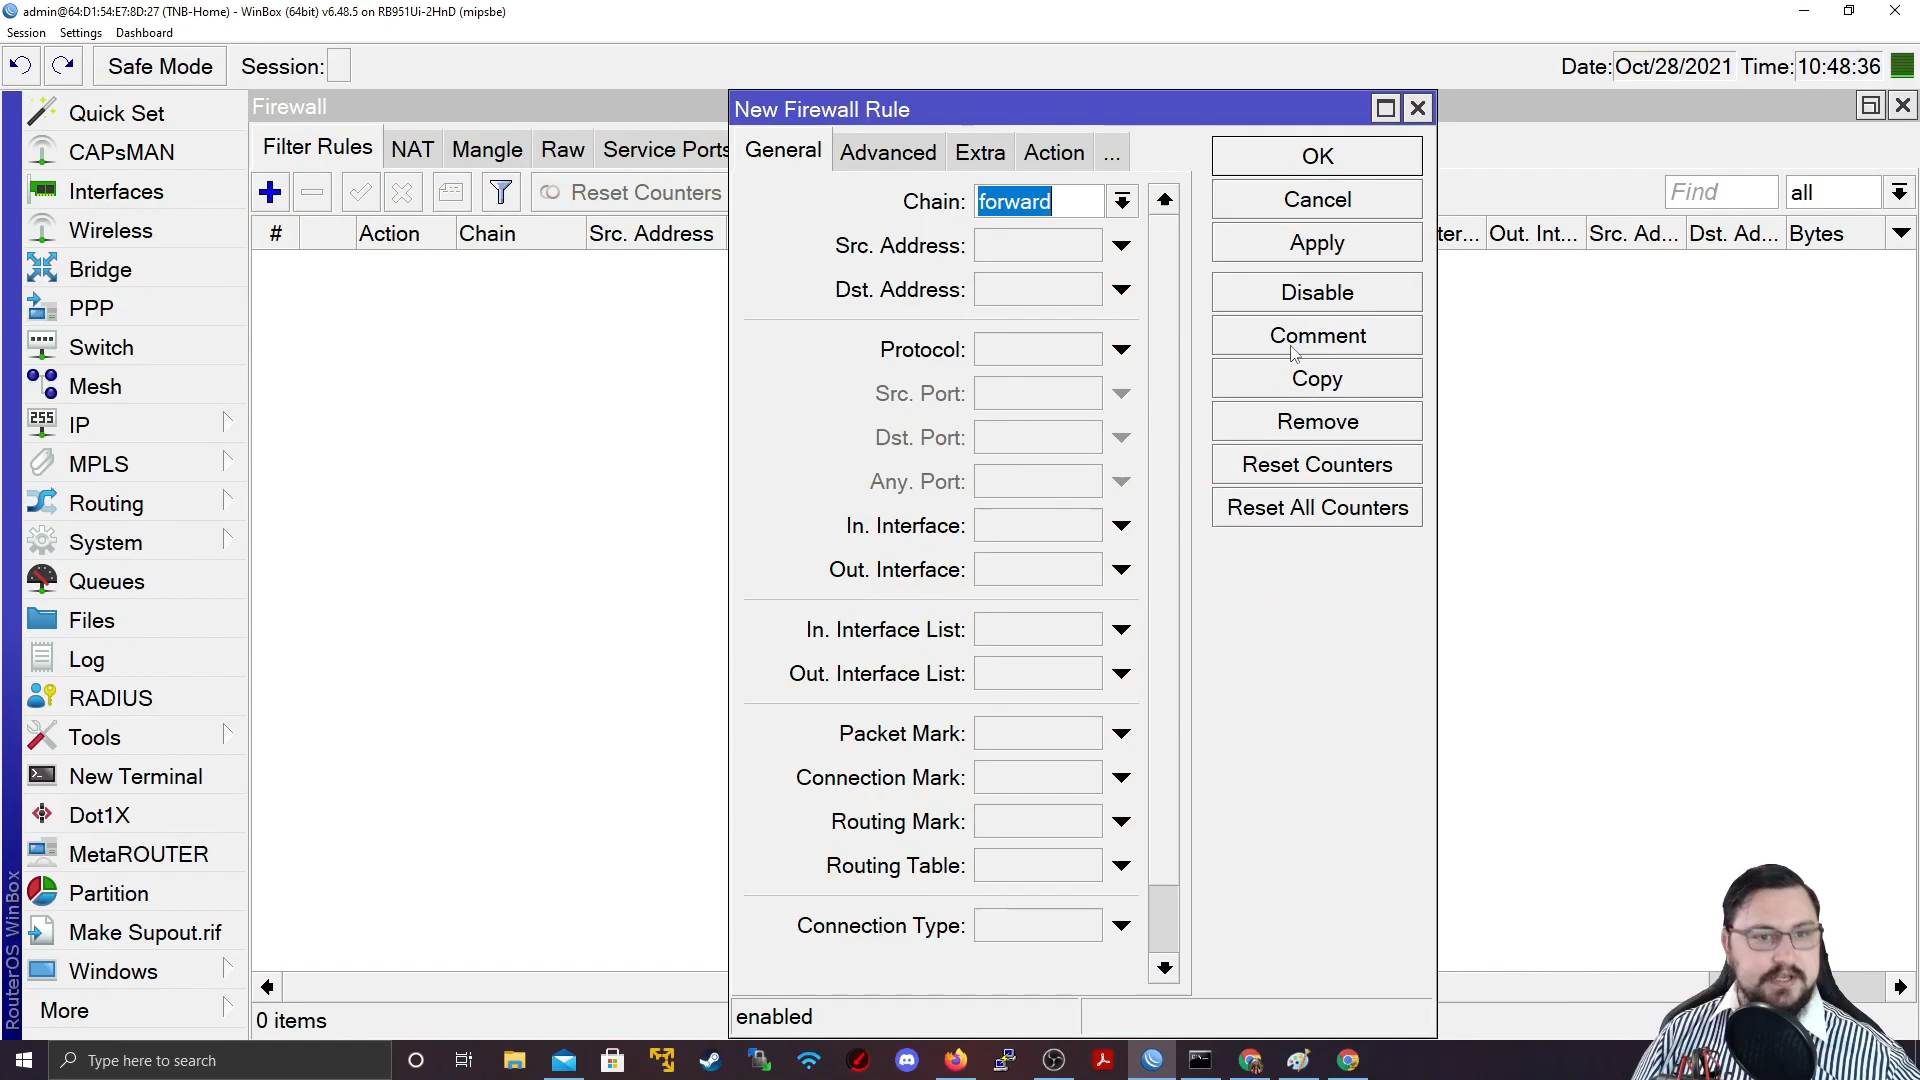 admin@64:D1:54:E7:8D:27 (TNB-Home) - WinBox (64bit) v6.48.5 on RB951Ui-2HnD (mipsbe)
Session Settings Dashboard
Safe Mode Session: Date: Oct/28/2021 Time: 10:48:36
Quick Set
CAPsMAN
Interfaces
Wireless
Bridge
PPP
Switch
Mesh
255
IP
MPLS
Routing
System
Queues
Files
Log
RADIUS
Tools
New Terminal
Dot1X
MetaROUTER
Partition
Make Supout.rif
Windows
More
RouterOS WinBox
Firewall
Filter Rules NAT Mangle Raw Service Ports
Reset Counters Find all
# Action Chain Src. Address ter... Out. Int... Src. Ad... Dst. Ad... Bytes
0 items
New Firewall Rule
General Advanced Extra Action ...
Chain: forward
Src. Address:
Dst. Address:
Protocol:
Src. Port:
Dst. Port:
Any. Port:
In. Interface:
Out. Interface:
In. Interface List:
Out. Interface List:
Packet Mark:
Connection Mark:
Routing Mark:
Routing Table:
Connection Type:
enabled
OK
Cancel
Apply
Disable
Comment
Copy
Remove
Reset Counters
Reset All Counters
Type here to search